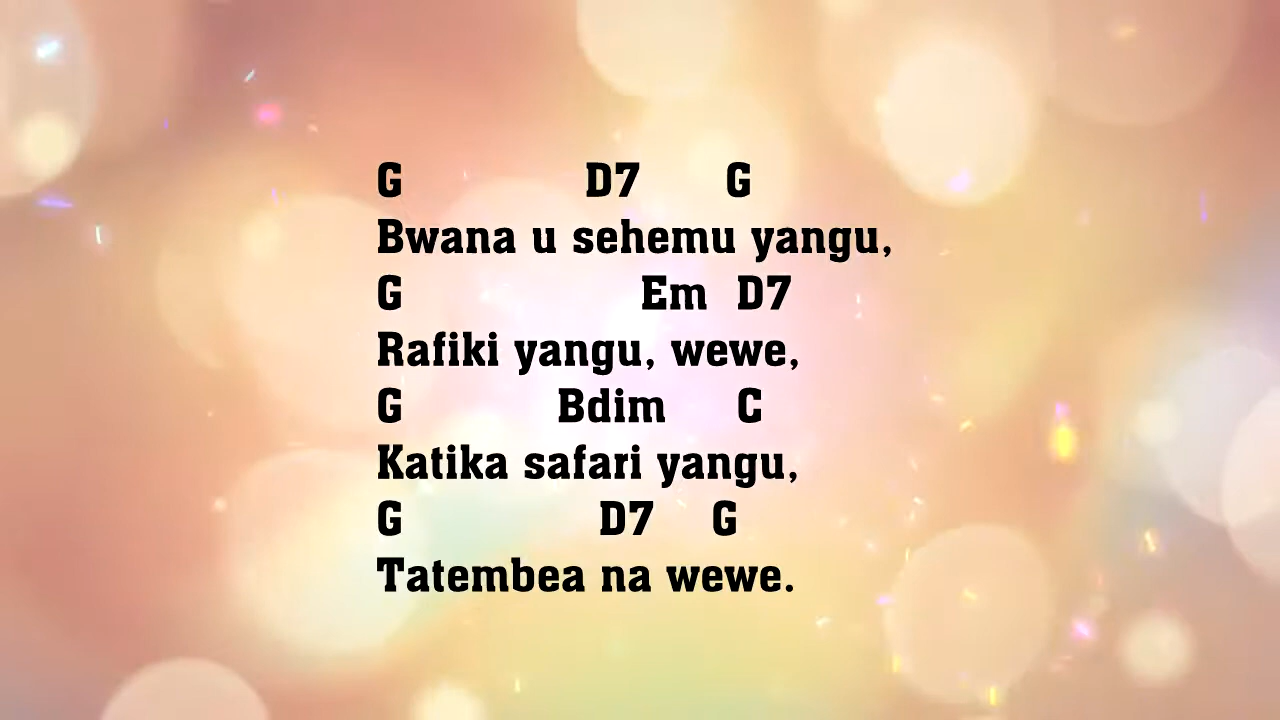 G D7 G
Bwana u sehemu yangu,
G Em D7
Rafiki yangu, wewe,
G Bdim C
Katika safari yangu,
G D7 G
Tatembea na wewe.